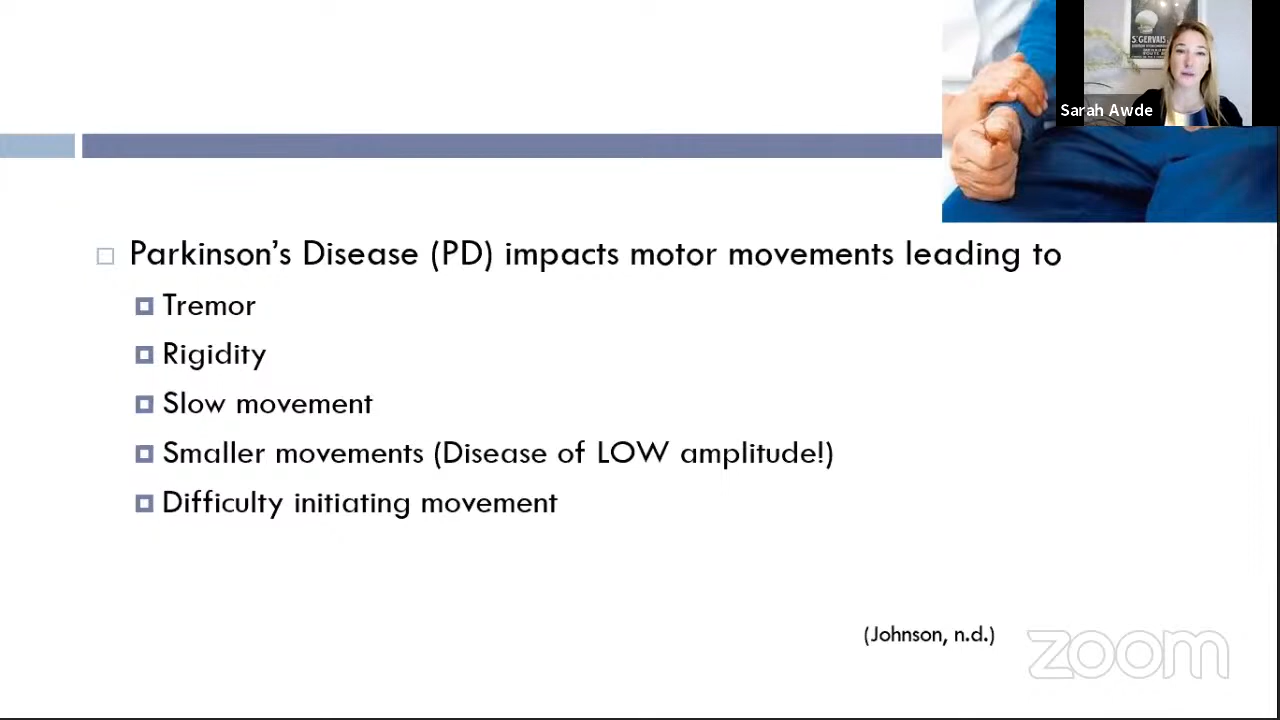 S^T GERVAIS
Sarah Awde
Parkinson’s Disease (PD) impacts motor movements leading to
Tremor
Rigidity
Slow movement
Smaller movements (Disease of LOW amplitude!)
Difficulty initiating movement
(Johnson, n.d.)
zoom